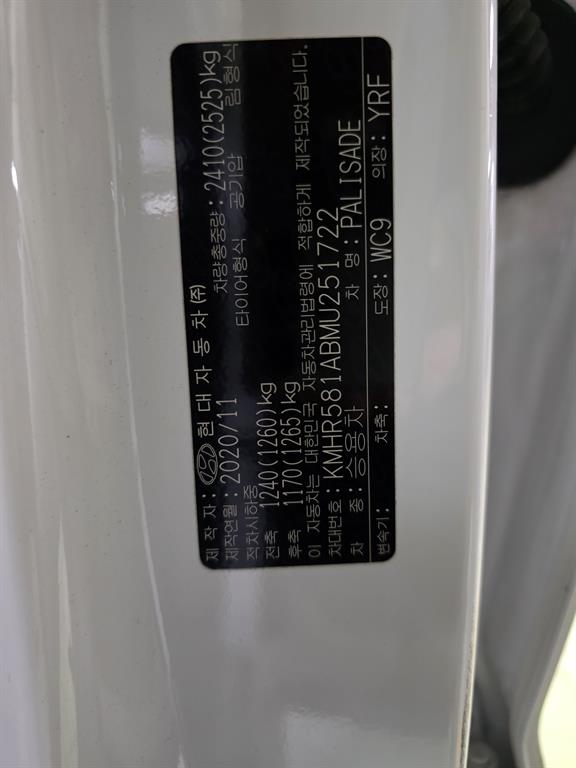 제 작 자: 현 대 자 동 차 (주)
제작연월: 2020/11 차량총중량: 2410(2525)kg
적차시하중 타이어형식 공기압 림형식
전축 1240(1260)kg
후축 1170(1265)kg
이 자동차는 대한민국 자동차관리법령에 적합하게 제작되었습니다.
차대번호: KMHR581ABMU251722
차 종: 승용차 차 명: PALISADE
변속기: 차축: 도장: WC9 의장: YRF